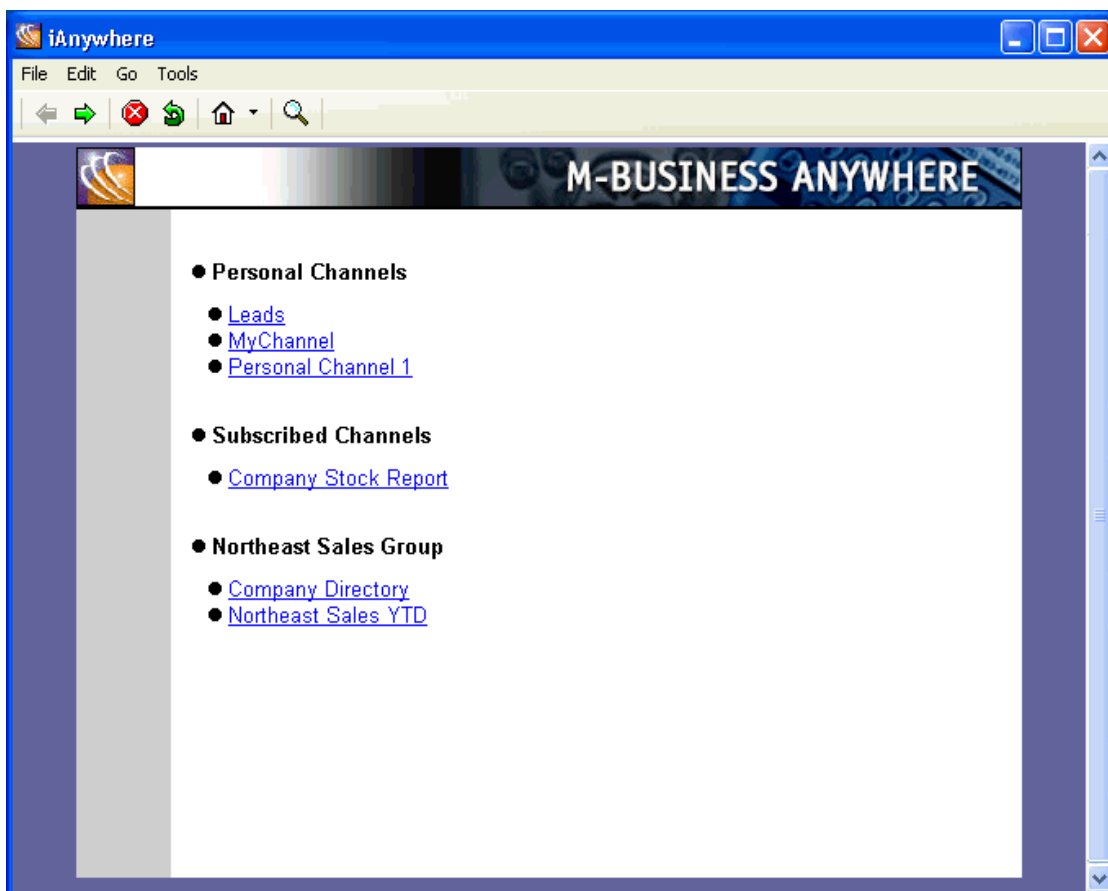 iAnywhere
File Edit Go Tools
M-BUSINESS ANYWHERE
Personal Channels
Leads
MyChannel
Personal Channel 1
Subscribed Channels
Company Stock Report
Northeast Sales Group
Company Directory
Northeast Sales YTD